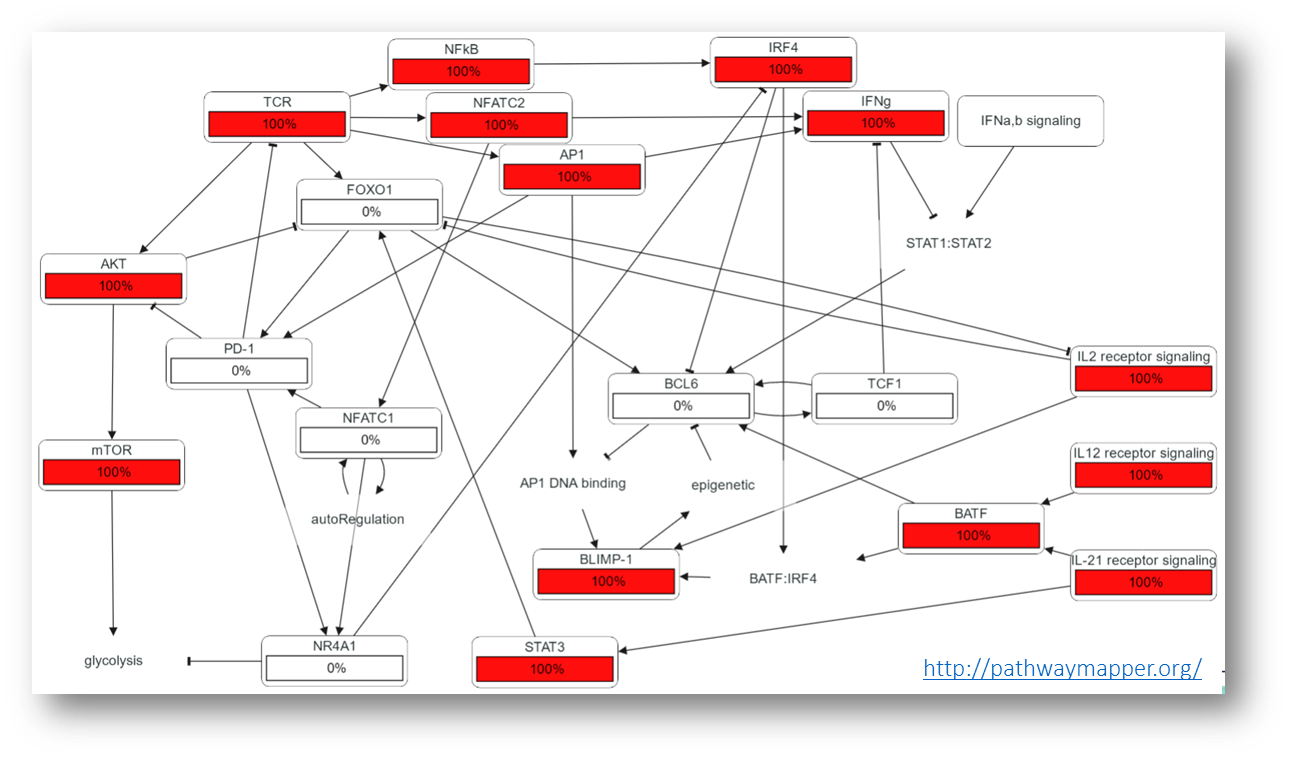 NFkB
100%
IRF4
100%
TCR
100%
NFATC2
100%
IFNg
100%
IFNa,b signaling
AP1
100%
FOXO1
0%
STAT1:STAT2
AKT
100%
PD-1
0%
IL2 receptor signaling
100%
BCL6
0%
TCF1
0%
NFATC1
0%
mTOR
100%
IL12 receptor signaling
100%
AP1 DNA binding
epigenetic
autoRegulation
BATF
100%
BLIMP-1
100%
BATF:IRF4
IL-21 receptor signaling
100%
glycolysis
NR4A1
0%
STAT3
100%
http://pathwaymapper.org/